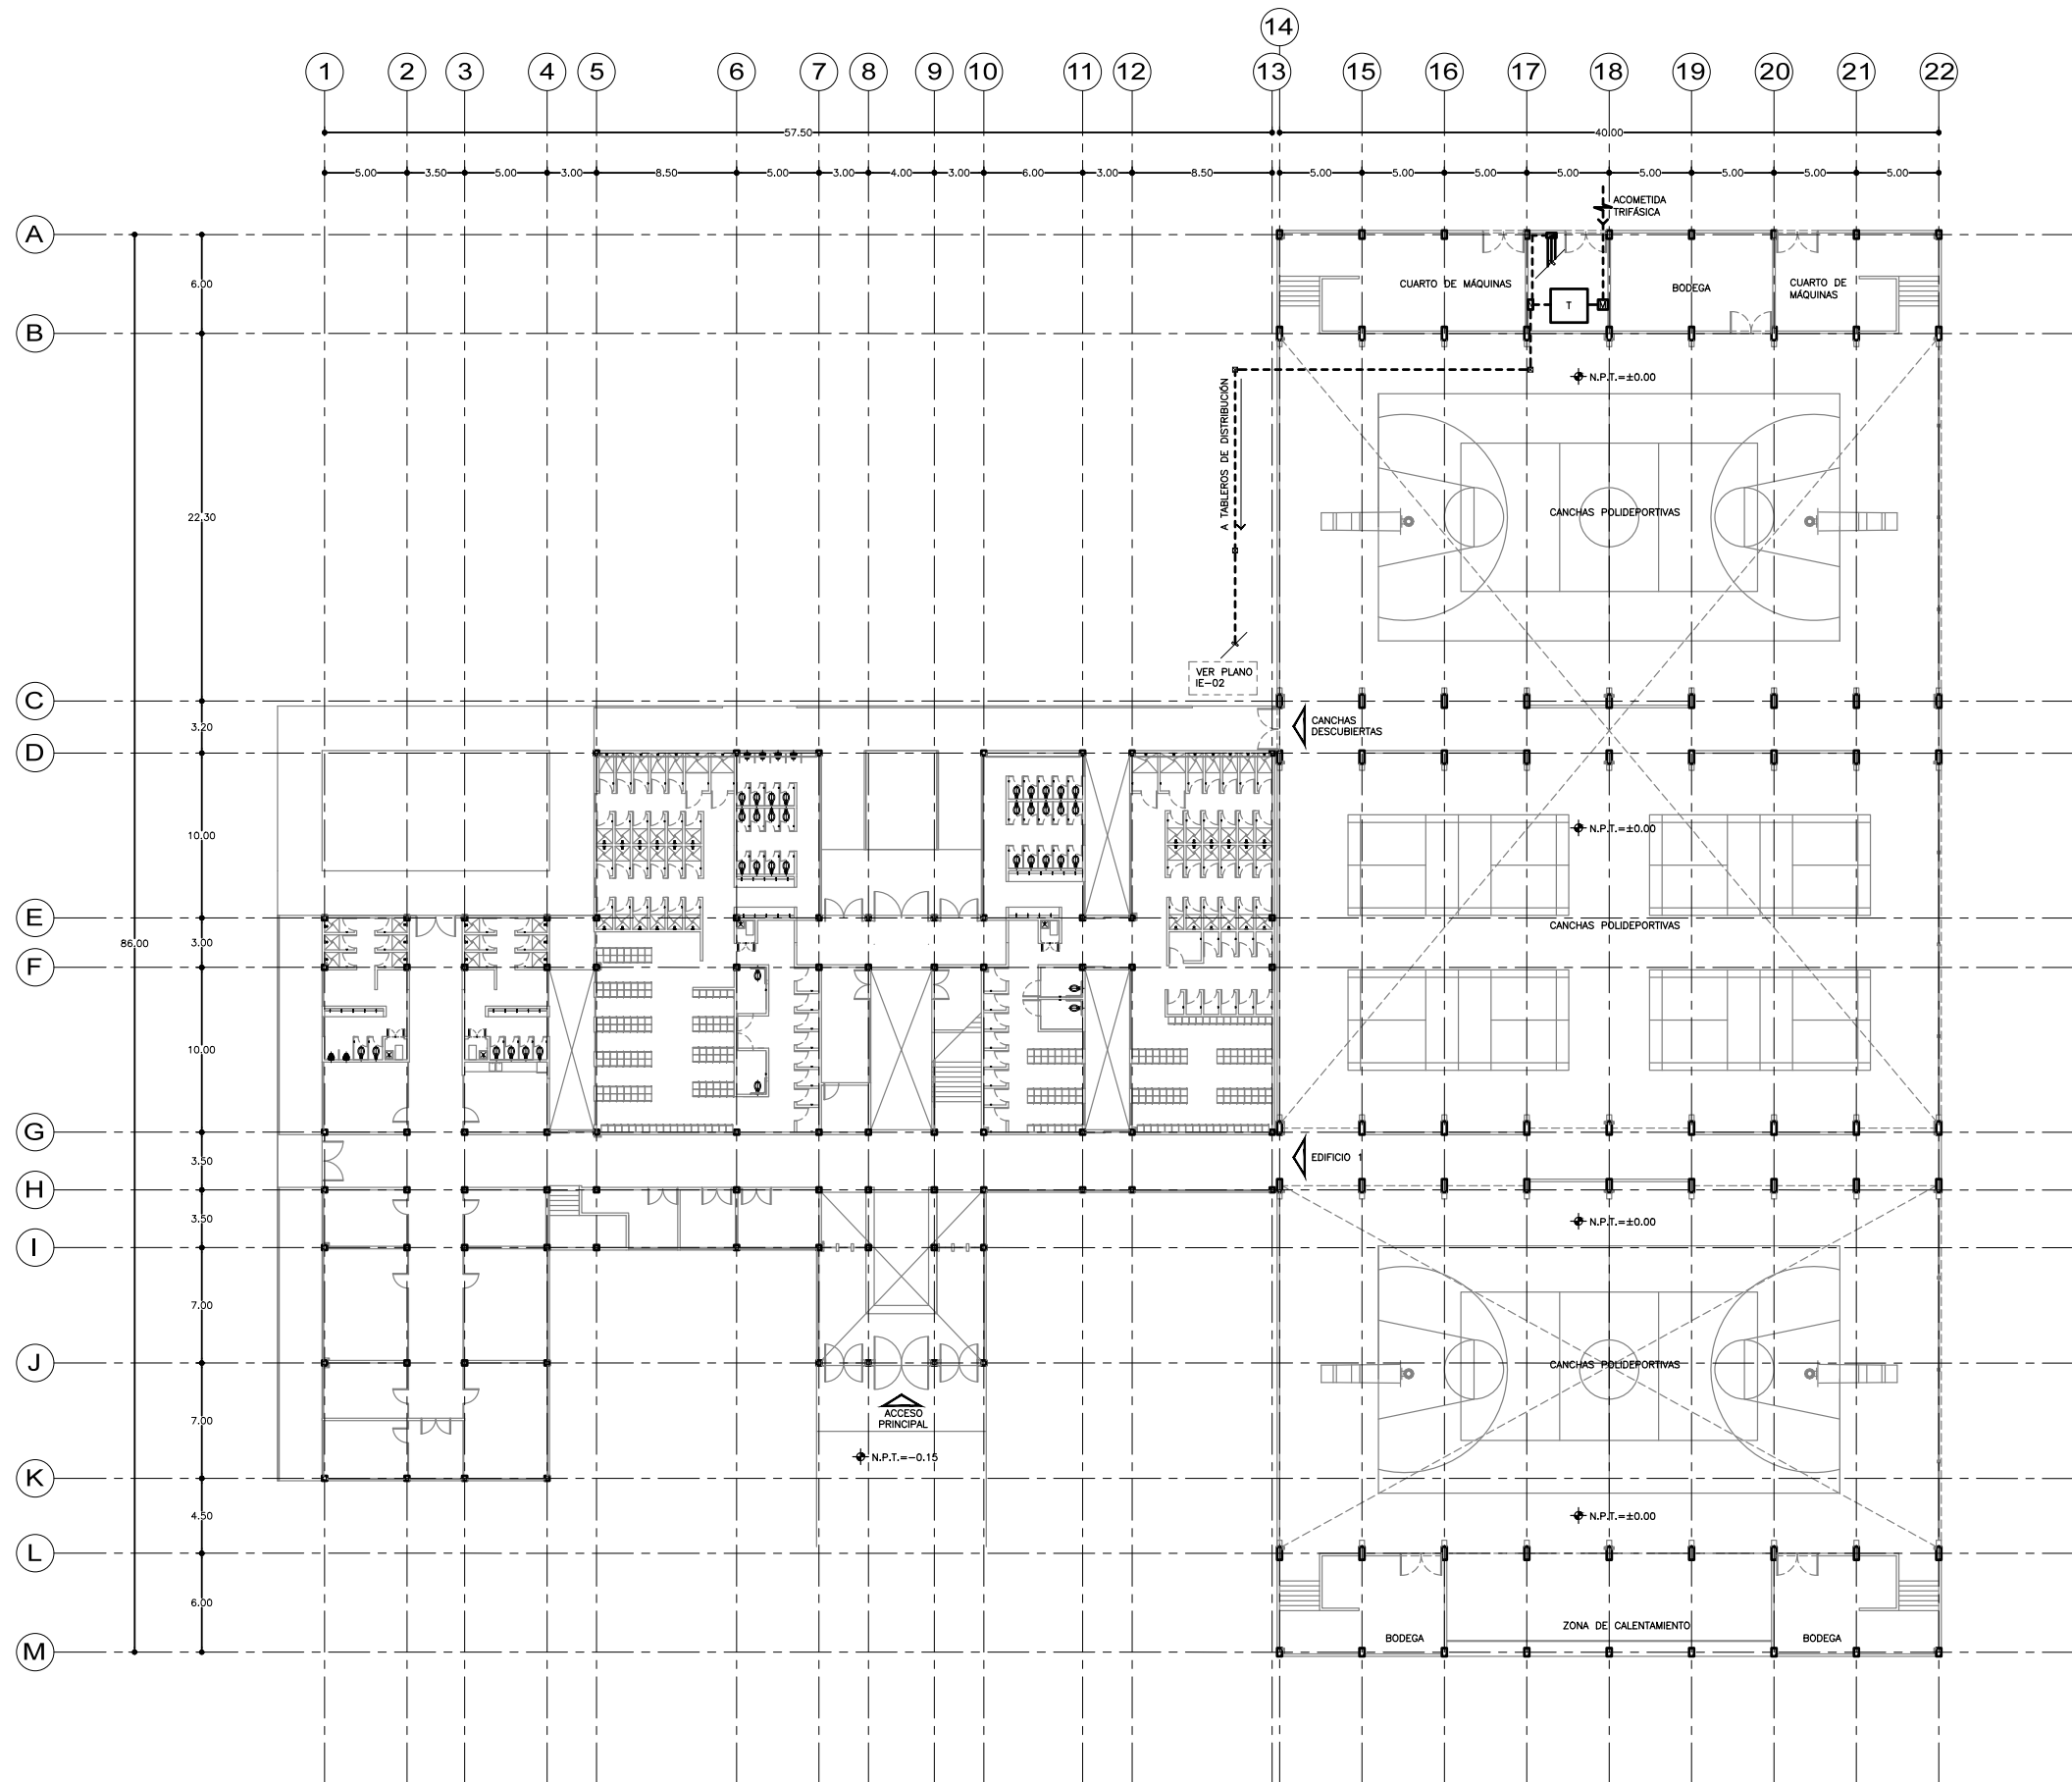 14
1 2 3 4 5 6 7 8 9 10 11 12 13 15 16 17 18 19 20 21 22
57.50 40.00
5.00 3.50 5.00 3.00 8.50 5.00 3.00 4.00 3.00 6.00 3.00 8.50 5.00 5.00 5.00 5.00 5.00 5.00 5.00 5.00
ACOMETIDA
TRIFÁSICA
A
6.00
CUARTO DE MÁQUINAS
BODEGA
CUARTO DE
MÁQUINAS
T
M
B
N.P.T.=±0.00
A TABLEROS DE DISTRIBUCIÓN
22.30
CANCHAS POLIDEPORTIVAS
VER PLANO
IE-02
C
3.20
CANCHAS
DESCUBIERTAS
D
N.P.T.=±0.00
10.00
E
CANCHAS POLIDEPORTIVAS
86.00
3.00
F
10.00
G
3.50
EDIFICIO 1
H
3.50
N.P.T.=±0.00
I
7.00
J
CANCHAS POLIDEPORTIVAS
ACCESO
PRINCIPAL
7.00
N.P.T.=-0.15
K
4.50
N.P.T.=±0.00
L
6.00
ZONA DE CALENTAMIENTO
BODEGA
BODEGA
M